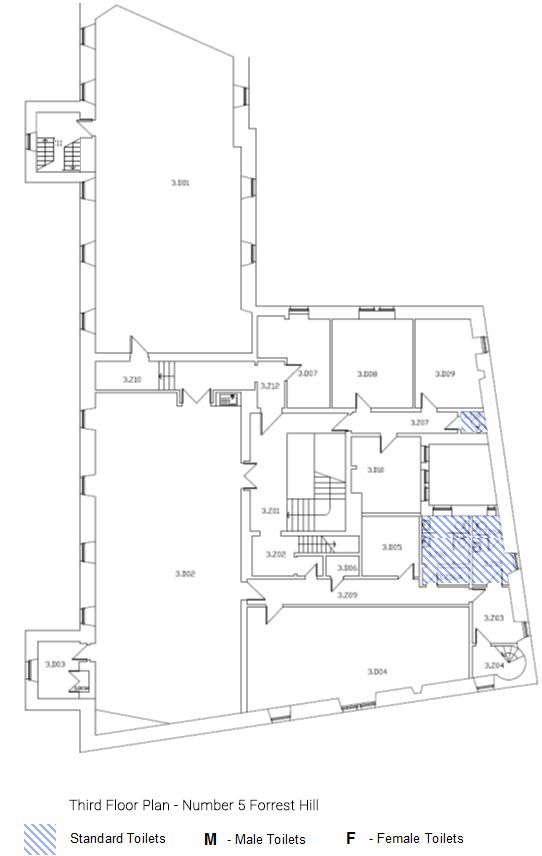 3.D01
3.D07
3.D08
3.D09
3.Z10
3.Z12
3.Z07
3.D10
3.Z01
3.Z02
3.D05
3.D06
3.D02
3.Z09
3.Z03
3.D03
3.Z04
3.D04
Third Floor Plan - Number 5 Forrest Hill
Standard Toilets M - Male Toilets F - Female Toilets